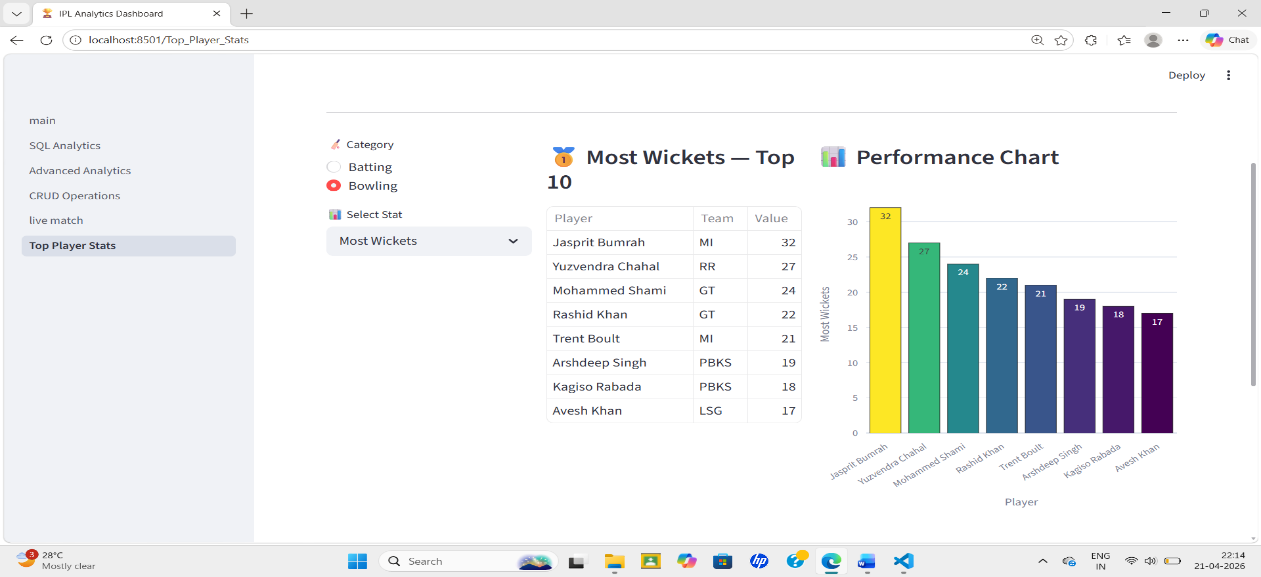 IPL Analytics Dashboard
localhost:8501/Top_Player_Stats
Chat
Deploy
main
SQL Analytics
Advanced Analytics
CRUD Operations
live match
Top Player Stats
Category
Batting
Bowling
Select Stat
Most Wickets
1 Most Wickets — Top
10
Player Team Value
Jasprit Bumrah MI 32
Yuzvendra Chahal RR 27
Mohammed Shami GT 24
Rashid Khan GT 22
Trent Boult MI 21
Arshdeep Singh PBKS 19
Kagiso Rabada PBKS 18
Avesh Khan LSG 17
Performance Chart
Most Wickets
30
25
20
15
10
5
0
32 27 24 22 21 19 18 17
Jasprit Bumrah Yuzvendra Chahal Mohammed Shami Rashid Khan Trent Boult Arshdeep Singh Kagiso Rabada Avesh Khan
Player
3
28°C
Mostly clear
Search
hp
?
W
ENG
IN
22:14
21-04-2026